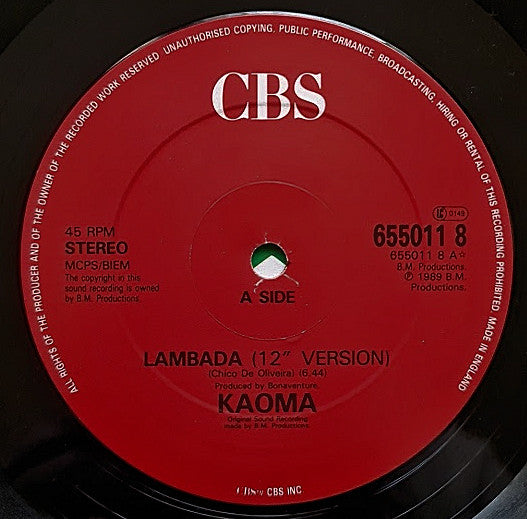 ALL RIGHTS OF THE PRODUCER AND OF THE OWNER OF THE RECORDED WORK RESERVED. UNAUTHORISED COPYING, PUBLIC PERFORMANCE, BROADCASTING, HIRING OR RENTAL OF THIS RECORDING PROHIBITED. MADE IN ENGLAND
CBS
45 RPM
STEREO
MCPS/BIEM
The copyright in this
sound recording is owned
by B.M. Productions.
LC 0149
655011 8
655011 8 A☆
B.M. Productions.
℗ 1989 B.M.
Productions.
A SIDE
LAMBADA (12" VERSION)
(Chico De Oliveira) (6.44)
Produced by Bonaventure.
KAOMA
Original Sound Recording
made by B.M. Productions.
CBS INC.